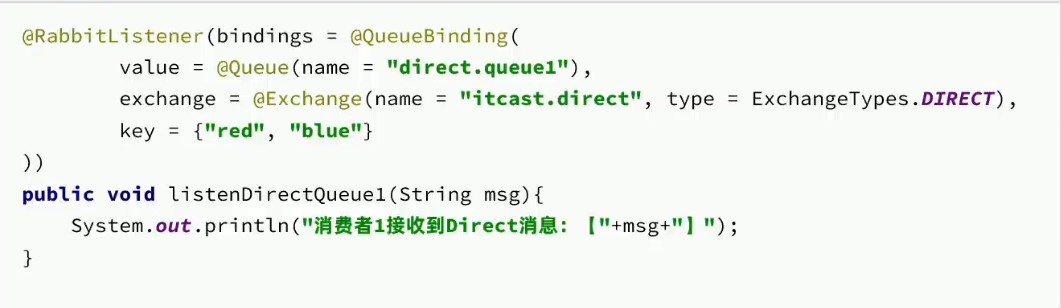 @RabbitListener(bindings = @QueueBinding(
value = @Queue(name = "direct.queue1"),
exchange = @Exchange(name = "itcast.direct", type = ExchangeTypes.DIRECT),
key = {"red", "blue"}
))
public void listenDirectQueue1(String msg){
System.out.println("消费者1接收到Direct消息：【"+msg+"】");
}